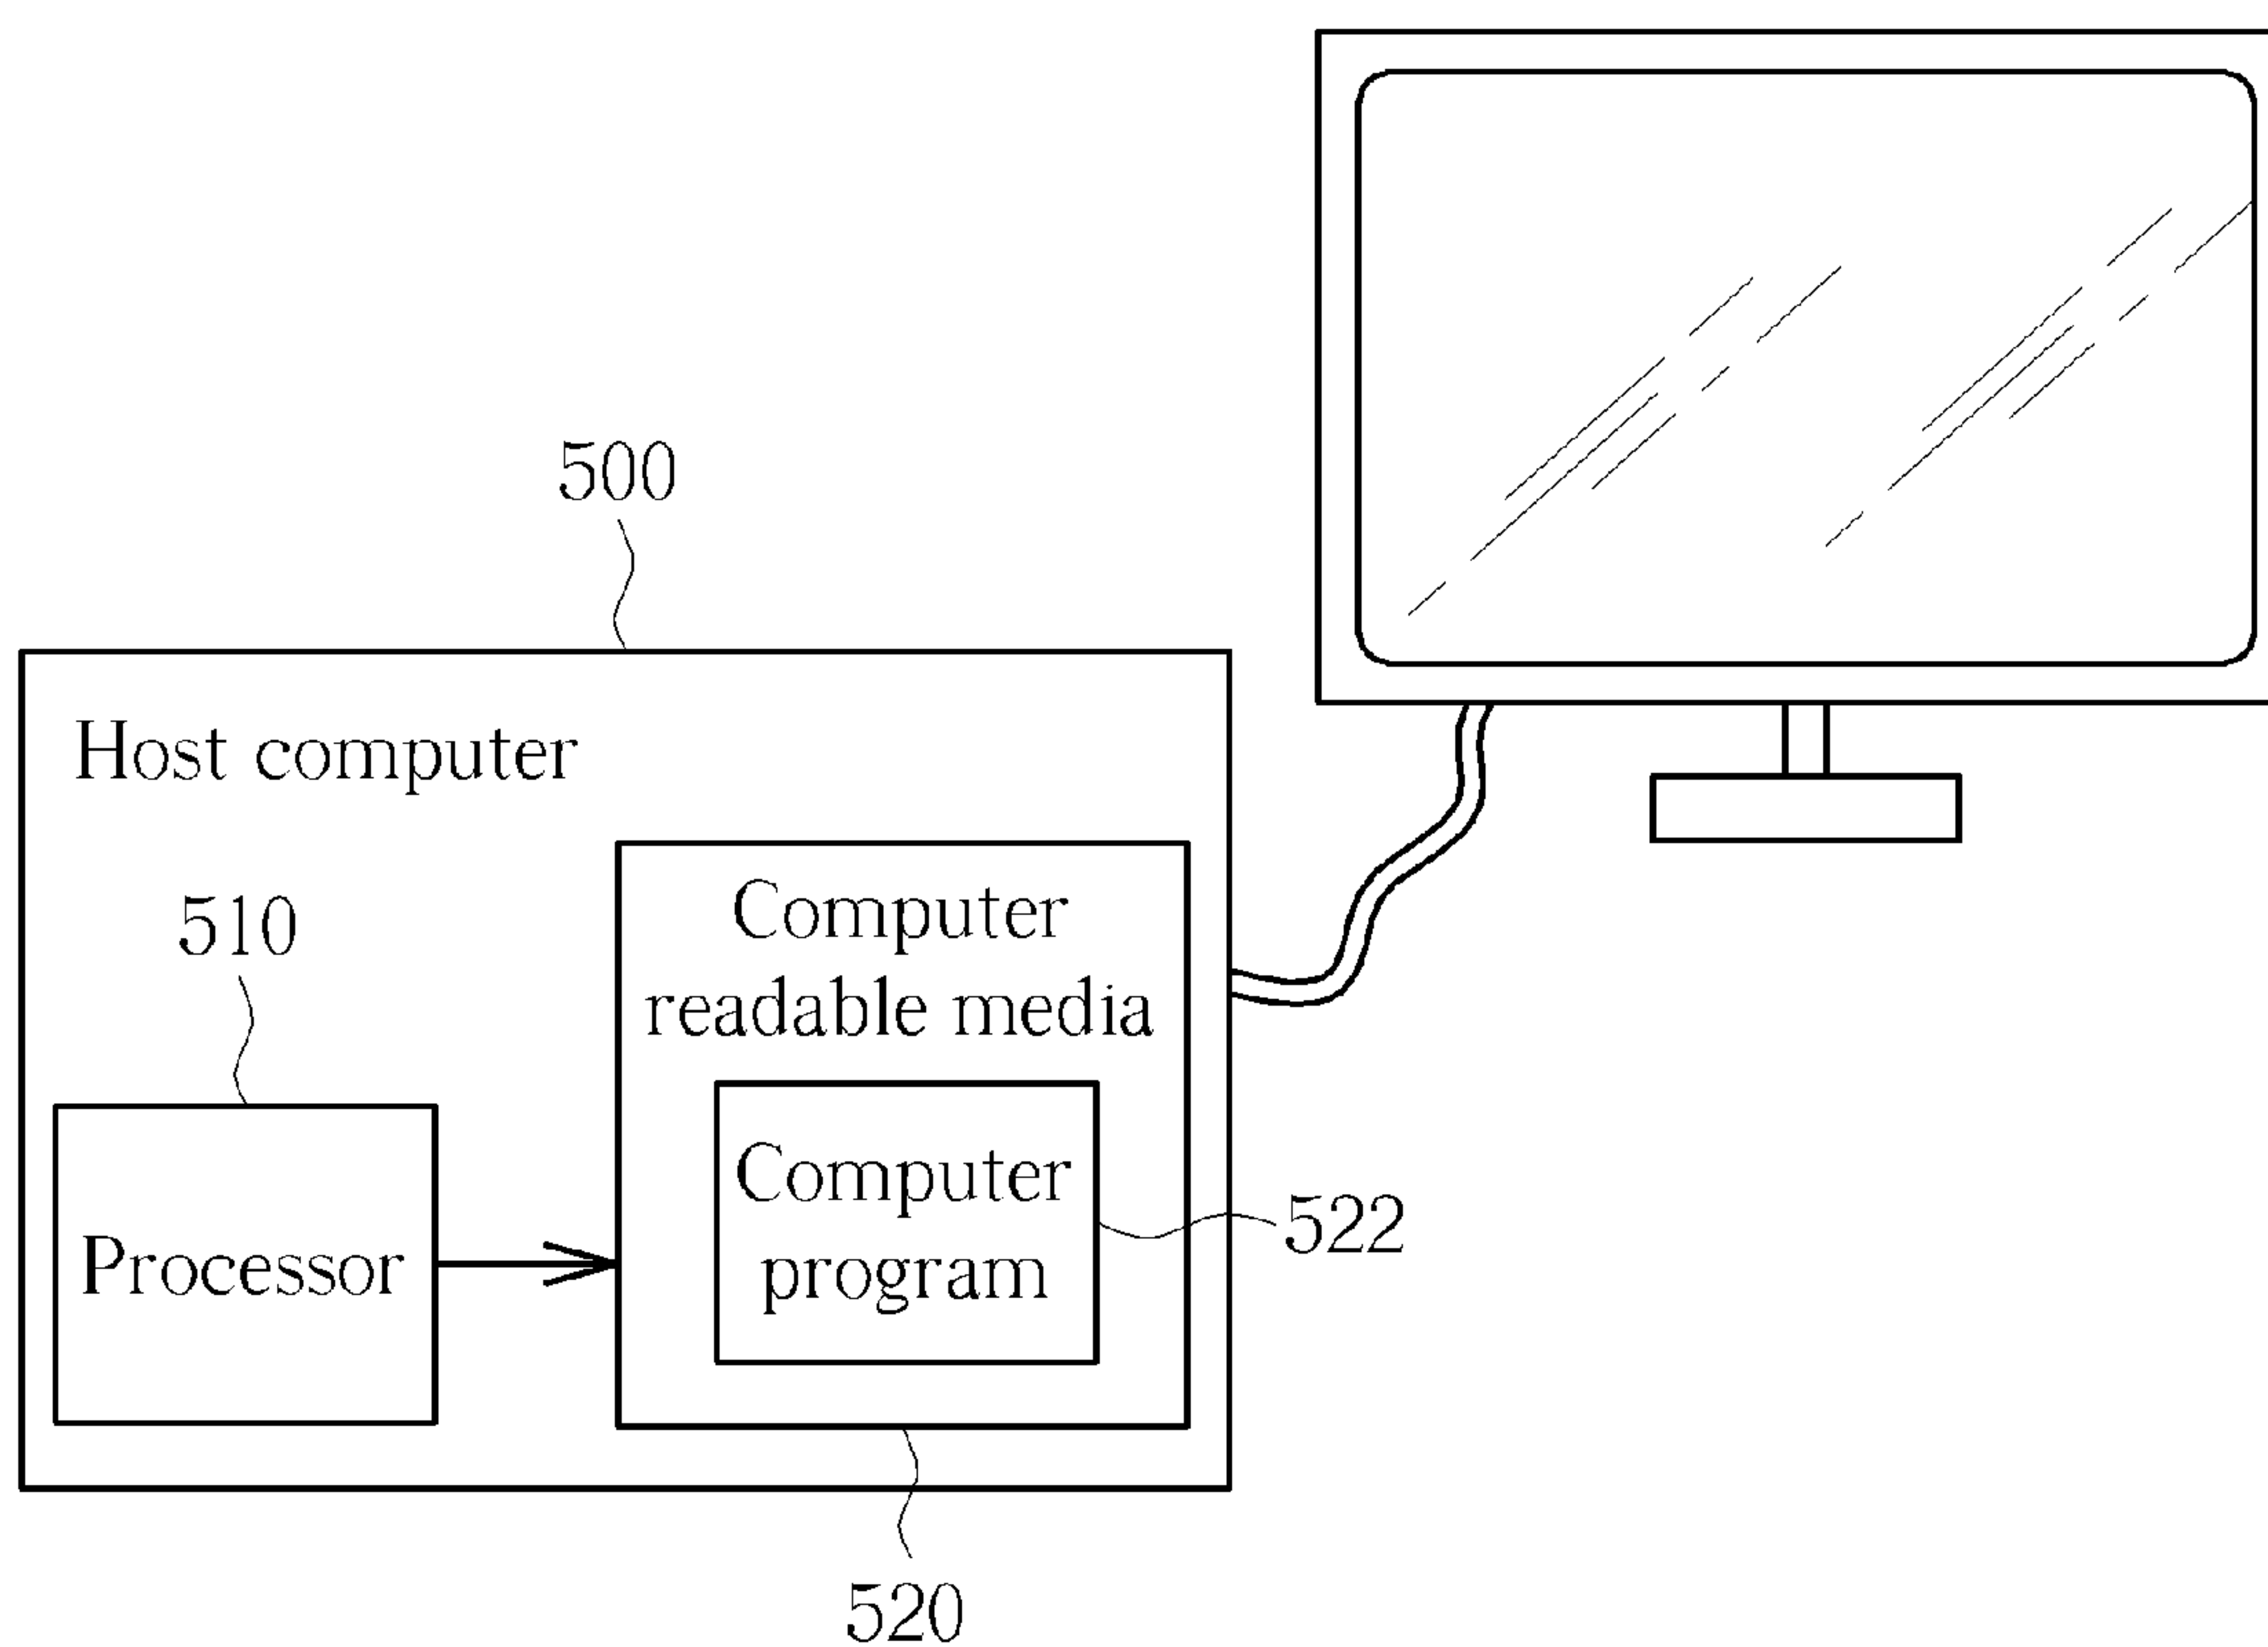 500
Host computer
510
Computer
readable media
Computer
program
Processor
522
520